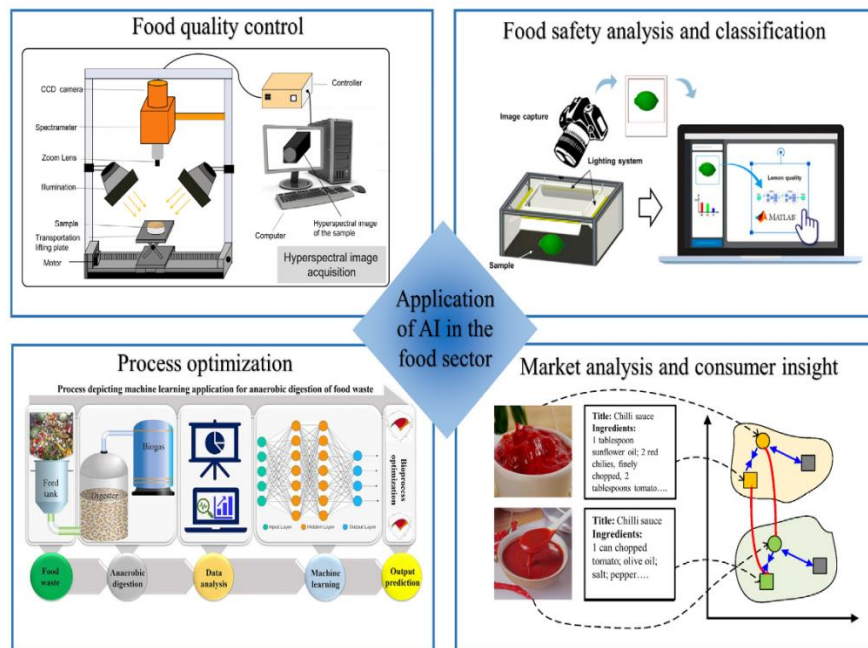 Food quality control
CCD camera
Spectrameter
Zoom Lens
Illumination
Sample
Transportation
lifting plate
Motor
Controller
Computer
Hyperspectral image
of the sample
Hyperspectral image
acquisition
Food safety analysis and classification
Image capture
Lighting system
Sample
Lemon quality
MATLAB
Application
of AI in the
food sector
Process optimization
Process depicting machine learning application for anaerobic digestion of food waste
Feed
tank
Digester
Biogas
Input Layer
Hidden Layer
Output Layer
Bioprocess
optimization
Food
waste
Anaerobic
digestion
Data
analysis
Machine
learning
Output
prediction
Market analysis and consumer insight
Title: Chilli sauce
Ingredients:
1 tablespoon
sunflower oil; 2 red
chilies, finely
chopped, 2
tablespoons tomato….
Title: Chilli sauce
Ingredients:
1 can chopped
tomato; olive oil;
salt; pepper….